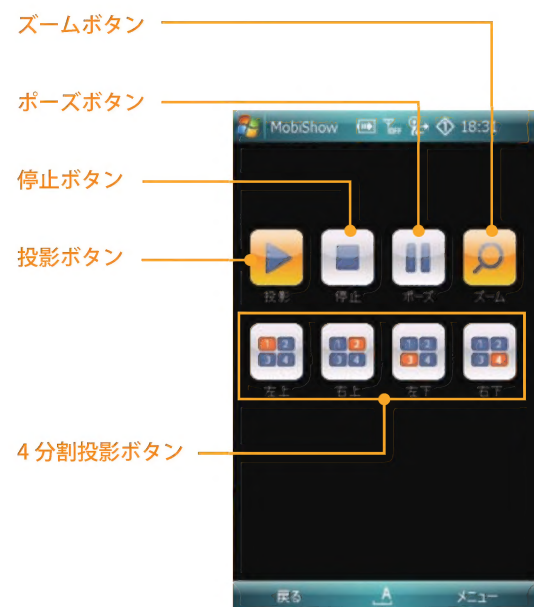 ズームボタン
ポーズボタン
MobiShow OFF 1 18:31
停止ボタン
投影ボタン
投影 停止 ポーズ ズーム
1 2 1 2 1 2 1 2
3 4 3 4 3 4 3 4
左上 右上 左下 右下
4分割投影ボタン
戻る A メニュー